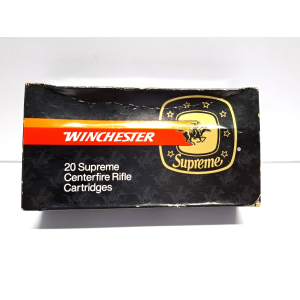 WINCHESTER
Supreme
®
20 Supreme
Centerfire Rifle
Cartridges